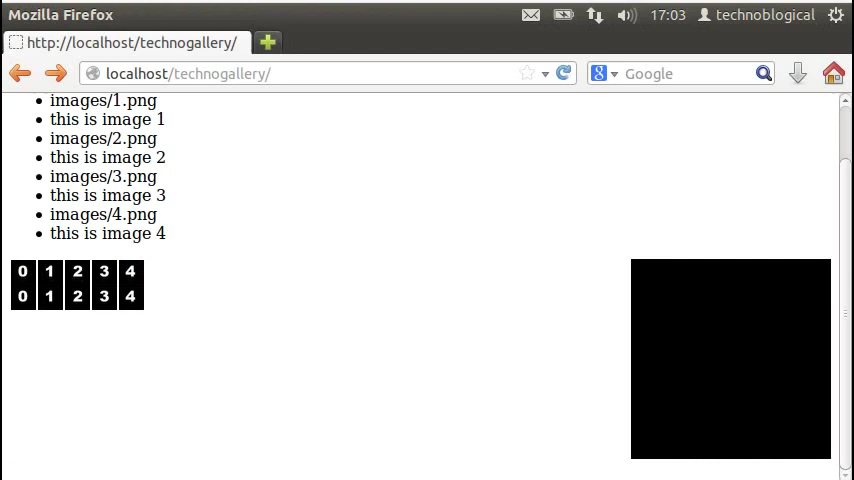 Mozilla Firefox 17:03 technoblogical
http://localhost/technogallery/
localhost/technogallery/ 8 Google
images/1.png
this is image 1
images/2.png
this is image 2
images/3.png
this is image 3
images/4.png
this is image 4
0 1 2 3 4
0 1 2 3 4